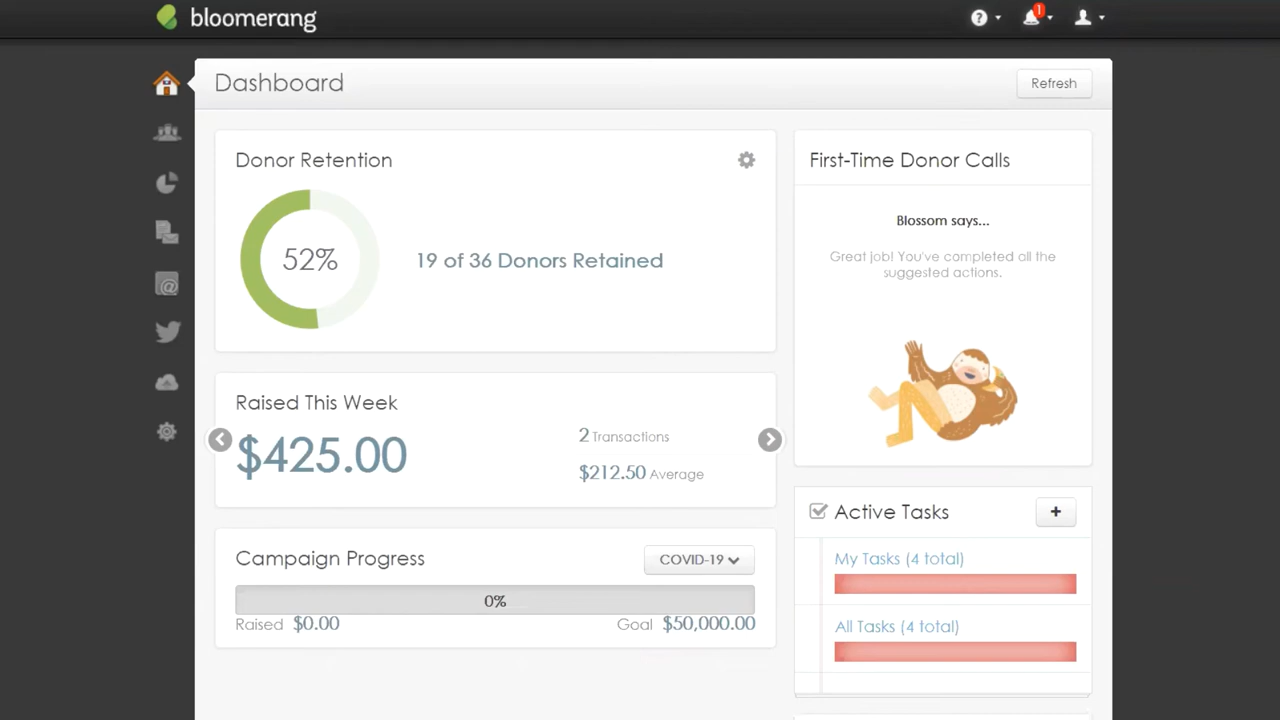 bloomerang
?
1
Dashboard
Refresh
Donor Retention
52%
19 of 36 Donors Retained
First-Time Donor Calls
Blossom says...
Great job! You've completed all the
suggested actions.
Raised This Week
$425.00
2 Transactions
$212.50 Average
Campaign Progress
COVID-19
0%
Raised $0.00
Goal $50,000.00
Active Tasks
+
My Tasks (4 total)
All Tasks (4 total)